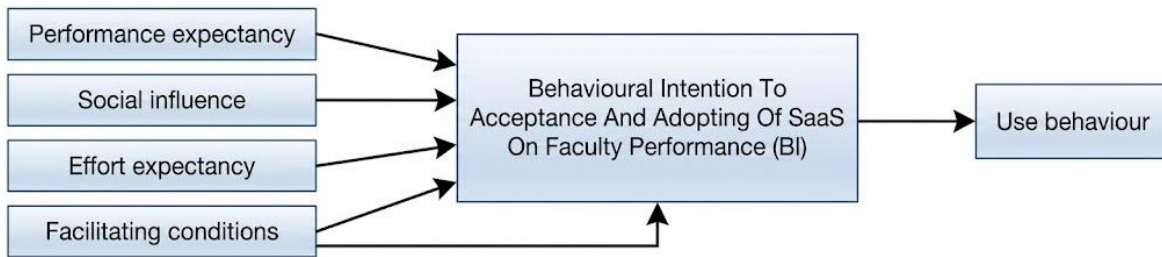 Performance expectancy
Social influence
Effort expectancy
Facilitating conditions
Behavioural Intention To
Acceptance And Adopting Of SaaS
On Faculty Performance (BI)
Use behaviour